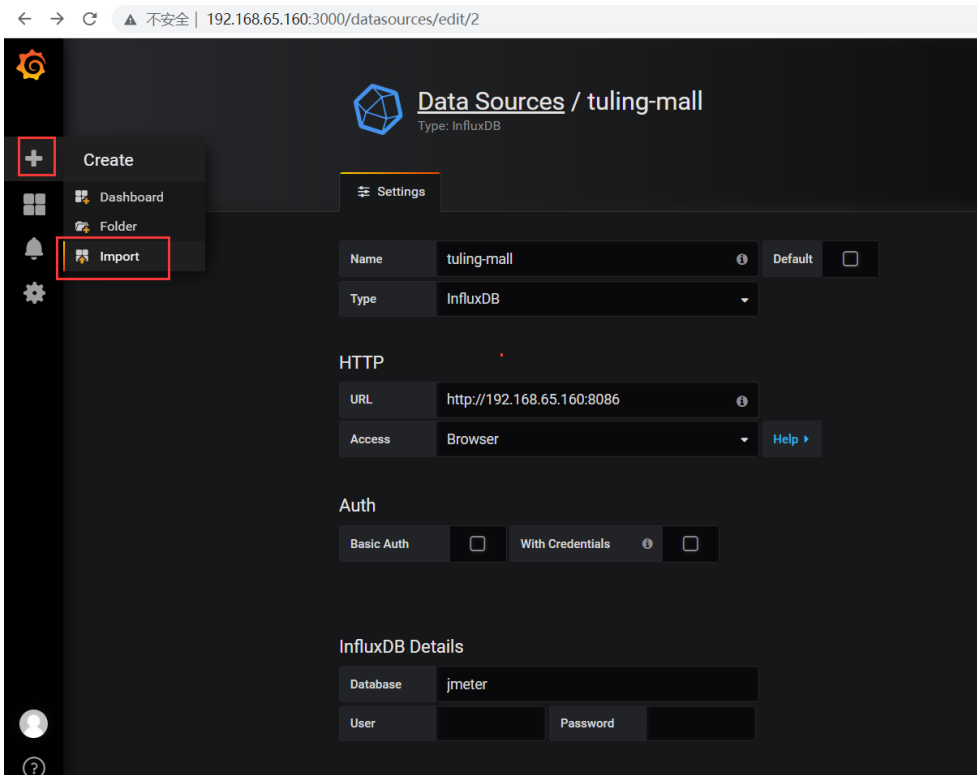 不安全 | 192.168.65.160:3000/datasources/edit/2
Data Sources / tuling-mall
Type: InfluxDB
Create
Dashboard
Folder
Import
Settings
Name tuling-mall Default
Type InfluxDB
HTTP
URL http://192.168.65.160:8086
Access Browser Help
Auth
Basic Auth With Credentials
InfluxDB Details
Database jmeter
User Password